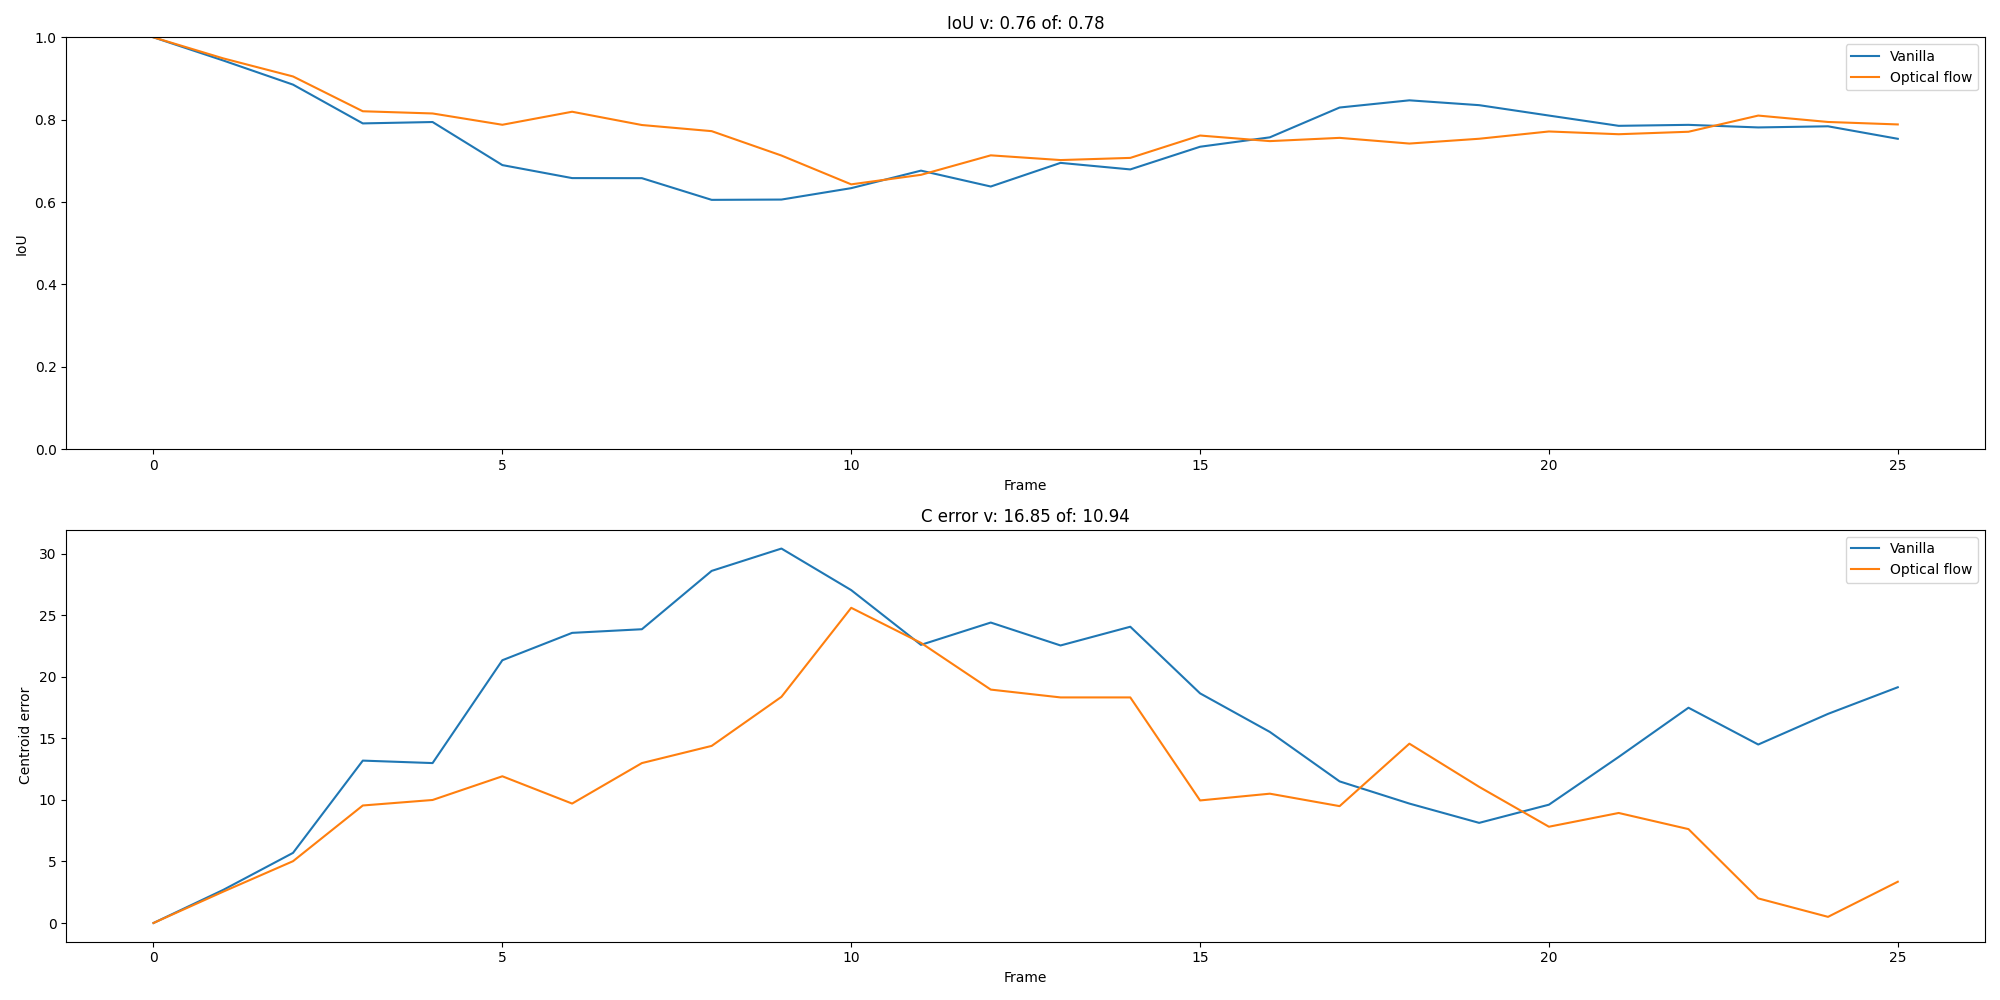 IoU v: 0.76 of: 0.78
1.0
0.8
0.6
0.4
0.2
0.0
IoU
Vanilla
Optical flow
0 5 10 15 20 25
Frame
C error v: 16.85 of: 10.94
30
25
20
15
10
5
0
Centroid error
Vanilla
Optical flow
0 5 10 15 20 25
Frame